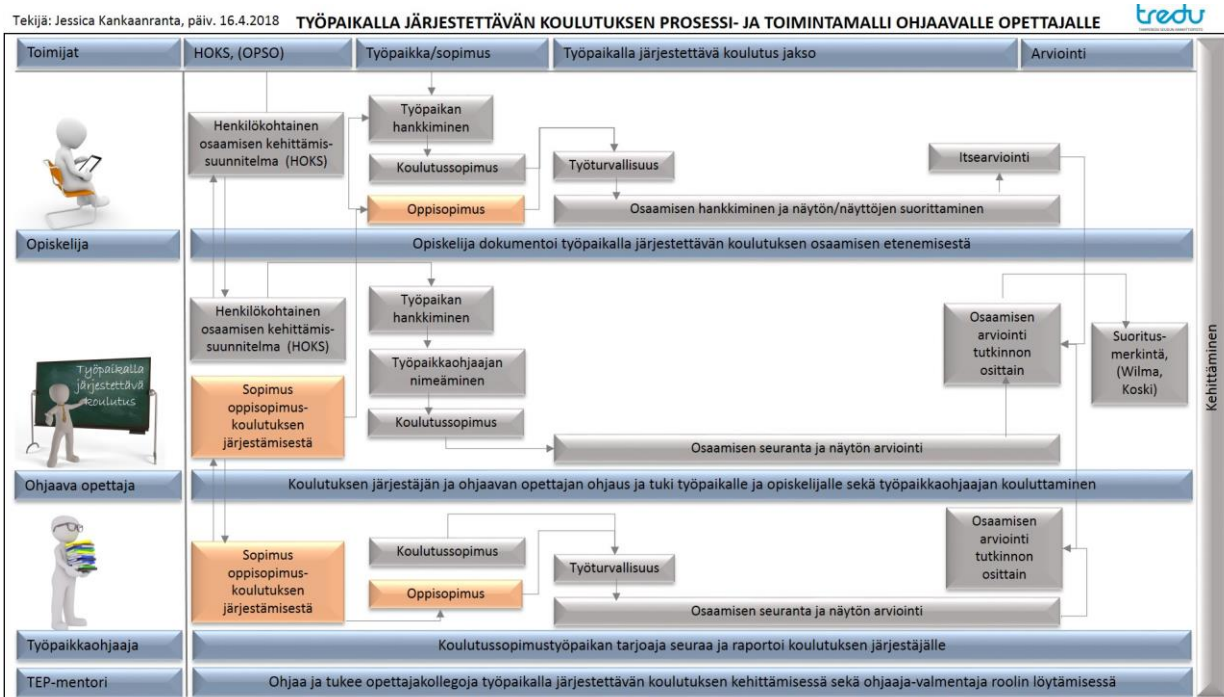 Tekijä: Jessica Kankaanranta, päiv. 16.4.2018
TYÖPAIKALLA JÄRJESTETTÄVÄN KOULUTUKSEN PROSESSI- JA TOIMINTAMALLI OHJAAVALLE OPETTAJALLE
tredu
Toimijat
HOKS, (OPSO)
Työpaikka/sopimus
Työpaikalla järjestettävä koulutus jakso
Arviointi
Kehittäminen
Henkilökohtainen
osaamisen kehittämis-
suunnitelma (HOKS)
Työpaikan
hankkiminen
Koulutussopimus
Oppisopimus
Työturvallisuus
Itsearviointi
Osaamisen hankkiminen ja näytön/näyttöjen suorittaminen
Opiskelija
Opiskelija dokumentoi työpaikalla järjestettävän koulutuksen osaamisen etenemisestä
Työpaikalla
järjestettävä
koulutus
Henkilökohtainen
osaamisen kehittämis-
suunnitelma (HOKS)
Sopimus
oppisopimus-
koulutuksen
järjestämisestä
Työpaikan
hankkiminen
Työpaikkaohjaajan
nimeäminen
Koulutussopimus
Osaamisen seuranta ja näytön arviointi
Osaamisen
arviointi
tutkinnon
osittain
Suoritus-
merkintä,
(Wilma,
Koski)
Ohjaava opettaja
Koulutuksen järjestäjän ja ohjaavan opettajan ohjaus ja tuki työpaikalle ja opiskelijalle sekä työpaikkaohjaajan kouluttaminen
Sopimus
oppisopimus-
koulutuksen
järjestämisestä
Koulutussopimus
Oppisopimus
Työturvallisuus
Osaamisen seuranta ja näytön arviointi
Osaamisen
arviointi
tutkinnon
osittain
Työpaikkaohjaaja
Koulutussopimustyöpaikan tarjoaja seuraa ja raportoi koulutuksen järjestäjälle
TEP-mentori
Ohjaa ja tukee opettajakollegoja työpaikalla järjestettävän koulutuksen kehittämisessä sekä ohjaaja-valmentaja roolin löytämisessä